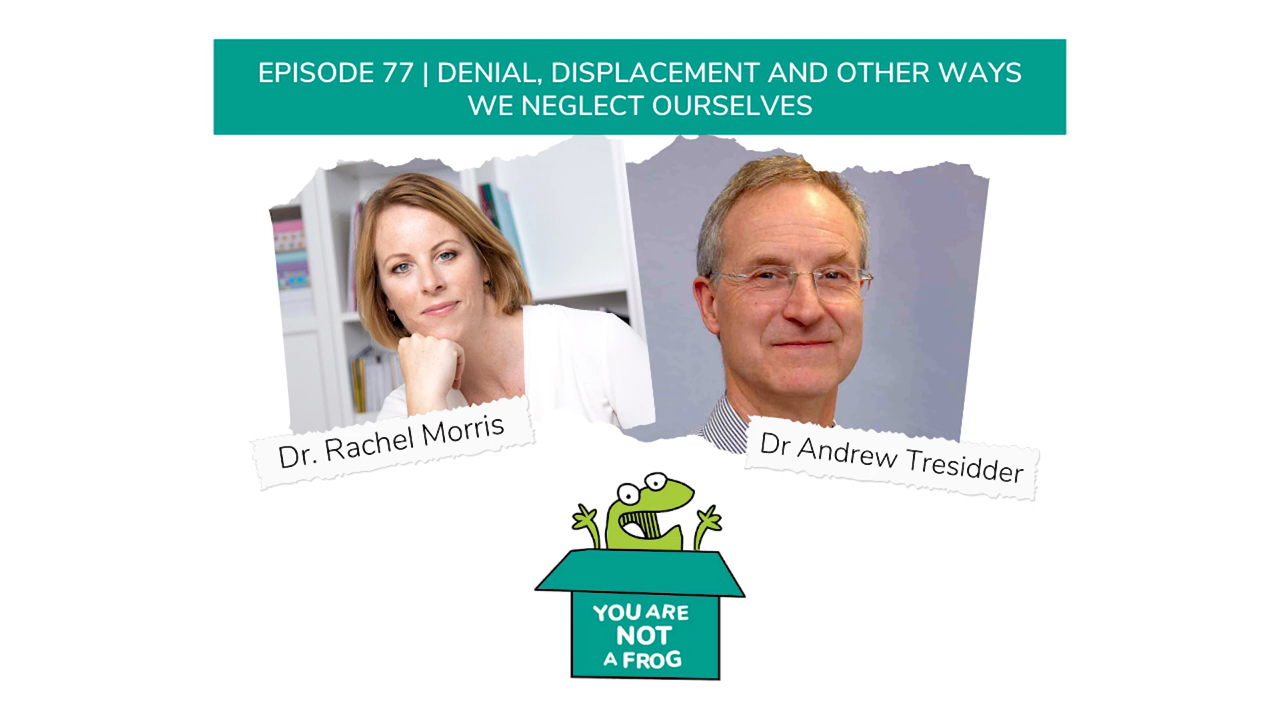 EPISODE 77 | DENIAL, DISPLACEMENT AND OTHER WAYS
WE NEGLECT OURSELVES
Dr. Rachel Morris
Dr Andrew Tresidder
YOU ARE
NOT
A FROG